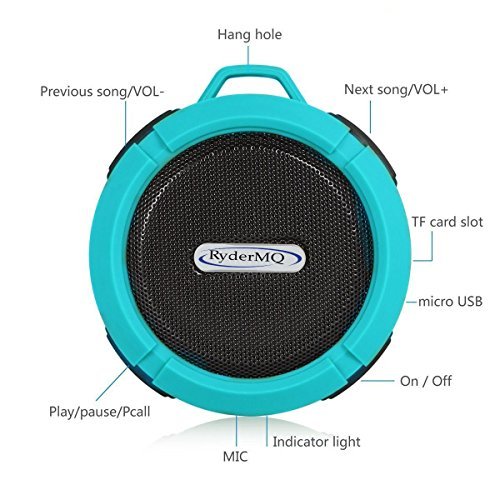 Hang hole
Previous song/VOL-
Next song/VOL+
RyderMQ
TF card slot
micro USB
On / Off
Play/pause/Pcall
Indicator light
MIC